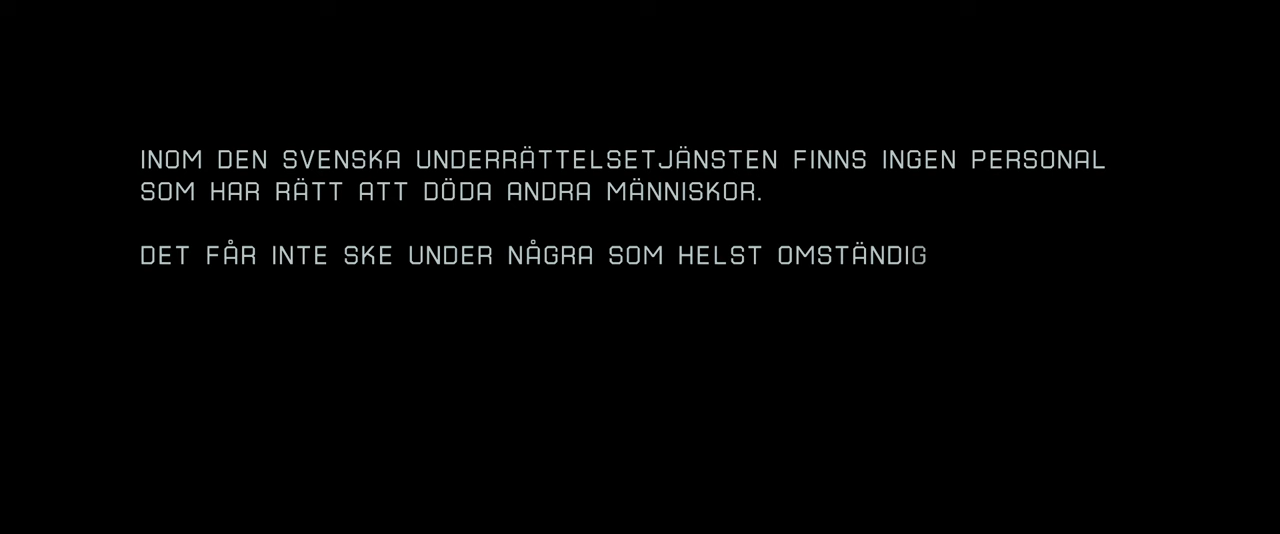 INOM DEN SVENSKA UNDERRÄTTELSETJÄNSTEN FINNS INGEN PERSONAL
SOM HAR RÄTT ATT DÖDA ANDRA MÄNNISKOR.
DET FÅR INTE SKE UNDER NÅGRA SOM HELST OMSTÄNDIG